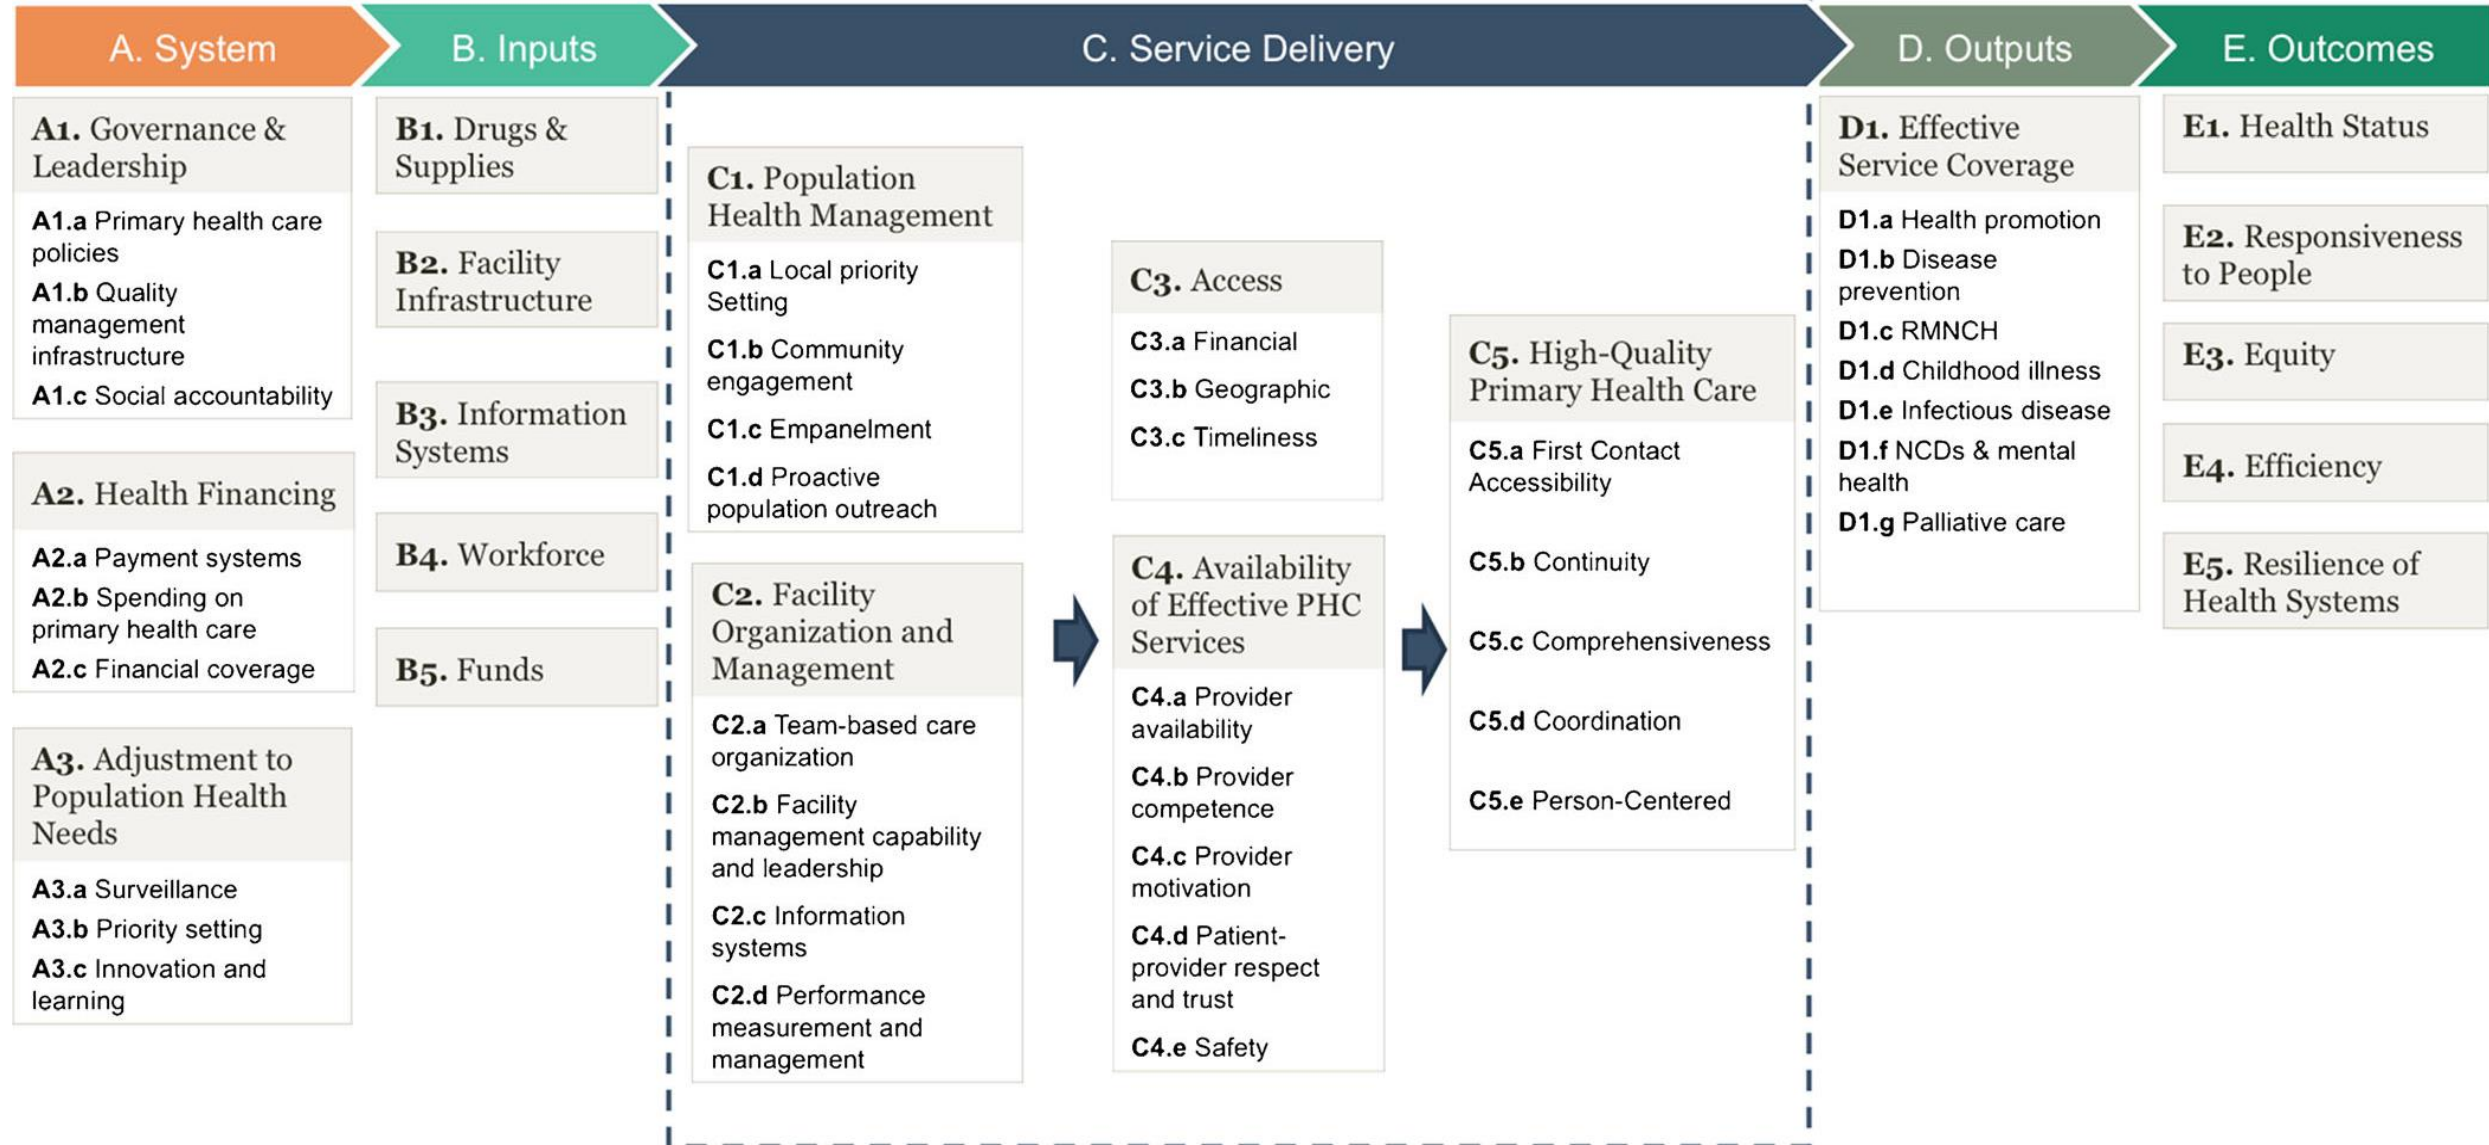 A. System
B. Inputs
C. Service Delivery
D. Outputs
E. Outcomes
A1. Governance &
Leadership
A1.a Primary health care
policies
A1.b Quality
management
infrastructure
A1.c Social accountability
A2. Health Financing
A2.a Payment systems
A2.b Spending on
primary health care
A2.c Financial coverage
A3. Adjustment to
Population Health
Needs
A3.a Surveillance
A3.b Priority setting
A3.c Innovation and
learning
B1. Drugs &
Supplies
B2. Facility
Infrastructure
B3. Information
Systems
B4. Workforce
B5. Funds
C1. Population
Health Management
C1.a Local priority
Setting
C1.b Community
engagement
C1.c Empanelment
C1.d Proactive
population outreach
C2. Facility
Organization and
Management
C2.a Team-based care
organization
C2.b Facility
management capability
and leadership
C2.c Information
systems
C2.d Performance
measurement and
management
C3. Access
C3.a Financial
C3.b Geographic
C3.c Timeliness
C4. Availability
of Effective PHC
Services
C4.a Provider
availability
C4.b Provider
competence
C4.c Provider
motivation
C4.d Patient-
provider respect
and trust
C4.e Safety
C5. High-Quality
Primary Health Care
C5.a First Contact
Accessibility
C5.b Continuity
C5.c Comprehensiveness
C5.d Coordination
C5.e Person-Centered
D1. Effective
Service Coverage
D1.a Health promotion
D1.b Disease
prevention
D1.c RMNCH
D1.d Childhood illness
D1.e Infectious disease
D1.f NCDs & mental
health
D1.g Palliative care
E1. Health Status
E2. Responsiveness
to People
E3. Equity
E4. Efficiency
E5. Resilience of
Health Systems